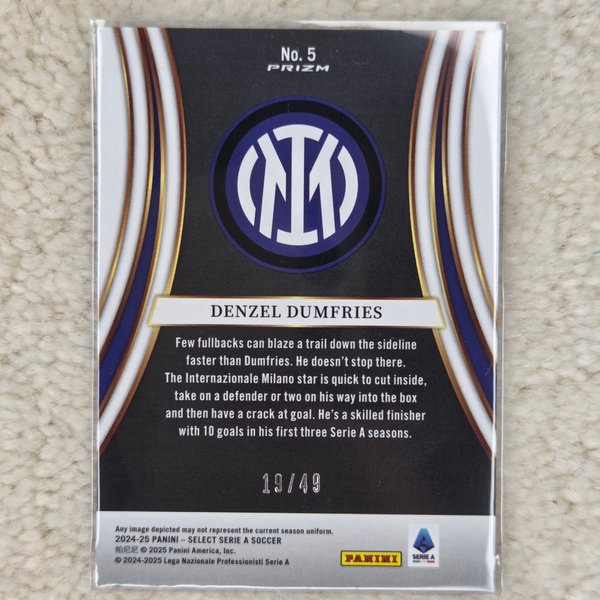 No. 5
PRIZM
IM
DENZEL DUMFRIES
Few fullbacks can blaze a trail down the sideline
faster than Dumfries. He doesn't stop there.
The Internazionale Milano star is quick to cut inside,
take on a defender or two on his way into the box
and then have a crack at goal. He's a skilled finisher
with 10 goals in his first three Serie A seasons.
19/49
Any image depicted may not represent the current season uniform.
2024-25 PANINI – SELECT SERIE A SOCCER
帕尼尼 © 2025 Panini America, Inc.
© 2024-2025 Lega Nazionale Professionisti Serie A
PANINI
SERIE A